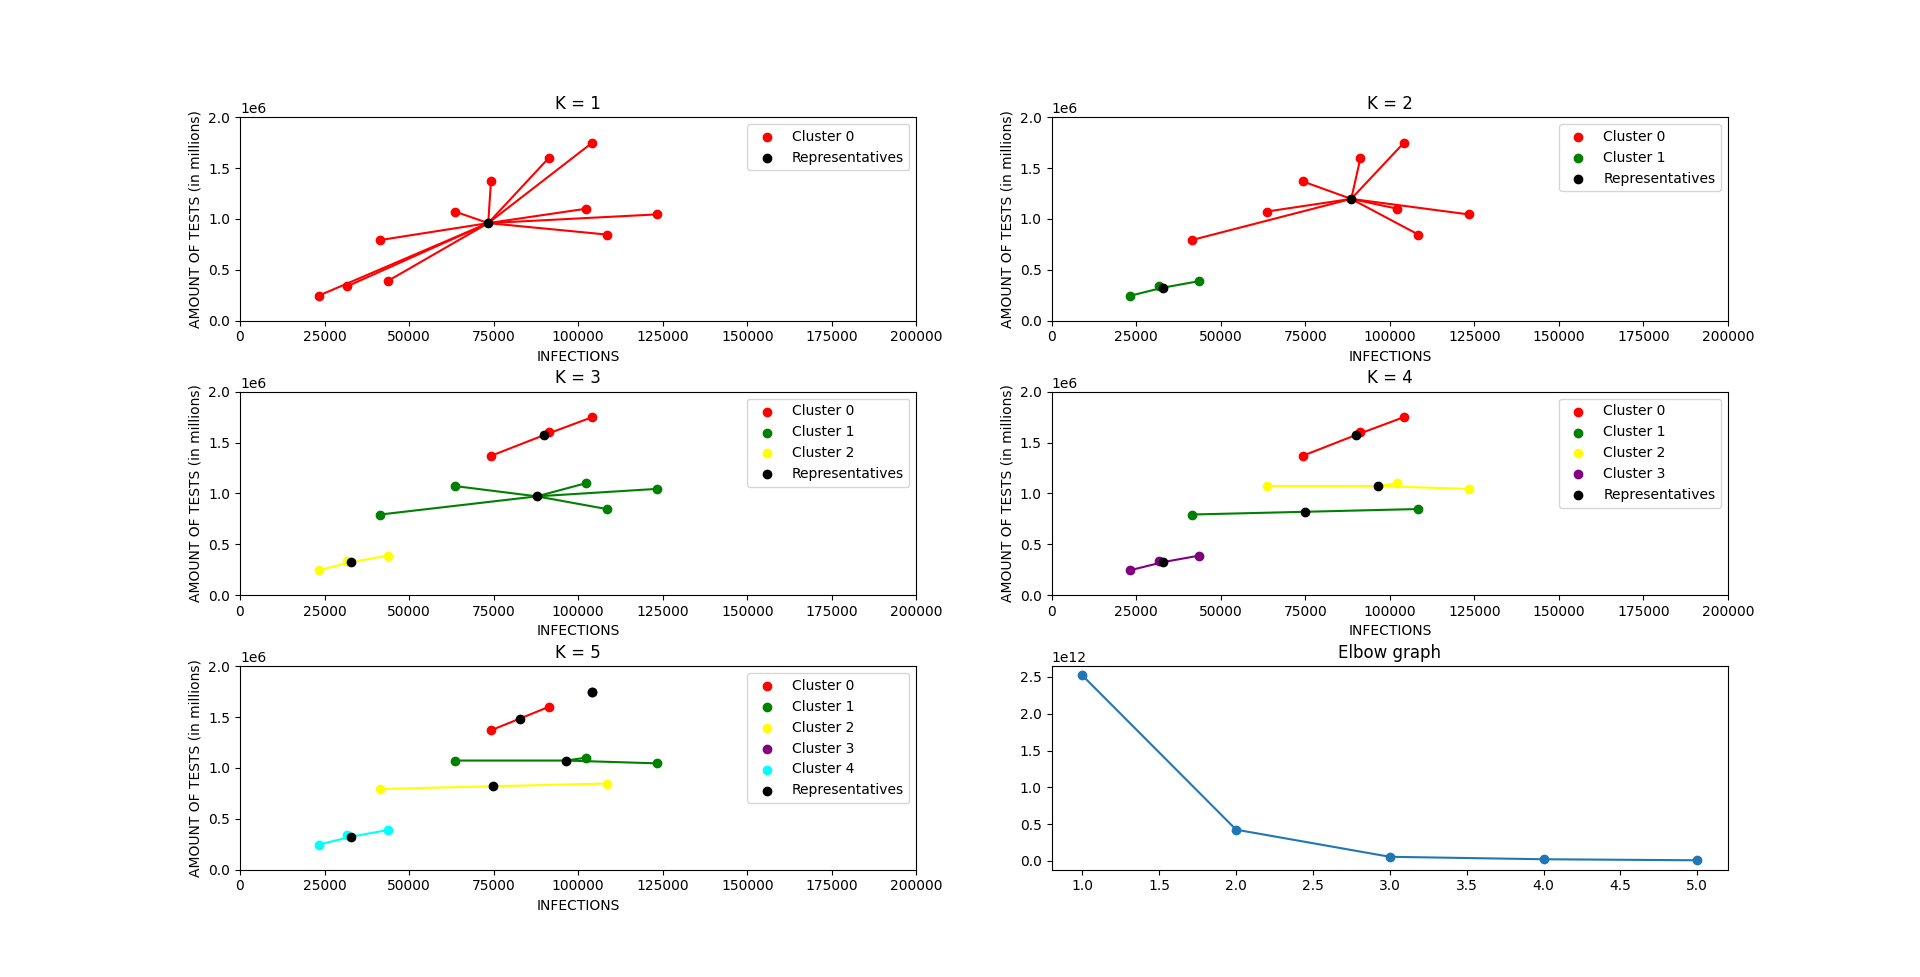 K = 1
1e6
AMOUNT OF TESTS (in millions)
2.0
1.5
1.0
0.5
0.0
Cluster 0
Representatives
0 25000 50000 75000 100000 125000 150000 175000 200000
INFECTIONS
K = 2
1e6
AMOUNT OF TESTS (in millions)
2.0
1.5
1.0
0.5
0.0
Cluster 0
Cluster 1
Representatives
0 25000 50000 75000 100000 125000 150000 175000 200000
INFECTIONS
K = 3
1e6
AMOUNT OF TESTS (in millions)
2.0
1.5
1.0
0.5
0.0
Cluster 0
Cluster 1
Cluster 2
Representatives
0 25000 50000 75000 100000 125000 150000 175000 200000
INFECTIONS
K = 4
1e6
AMOUNT OF TESTS (in millions)
2.0
1.5
1.0
0.5
0.0
Cluster 0
Cluster 1
Cluster 2
Cluster 3
Representatives
0 25000 50000 75000 100000 125000 150000 175000 200000
INFECTIONS
K = 5
1e6
AMOUNT OF TESTS (in millions)
2.0
1.5
1.0
0.5
0.0
Cluster 0
Cluster 1
Cluster 2
Cluster 3
Cluster 4
Representatives
0 25000 50000 75000 100000 125000 150000 175000 200000
INFECTIONS
Elbow graph
1e12
2.5
2.0
1.5
1.0
0.5
0.0
1.0 1.5 2.0 2.5 3.0 3.5 4.0 4.5 5.0